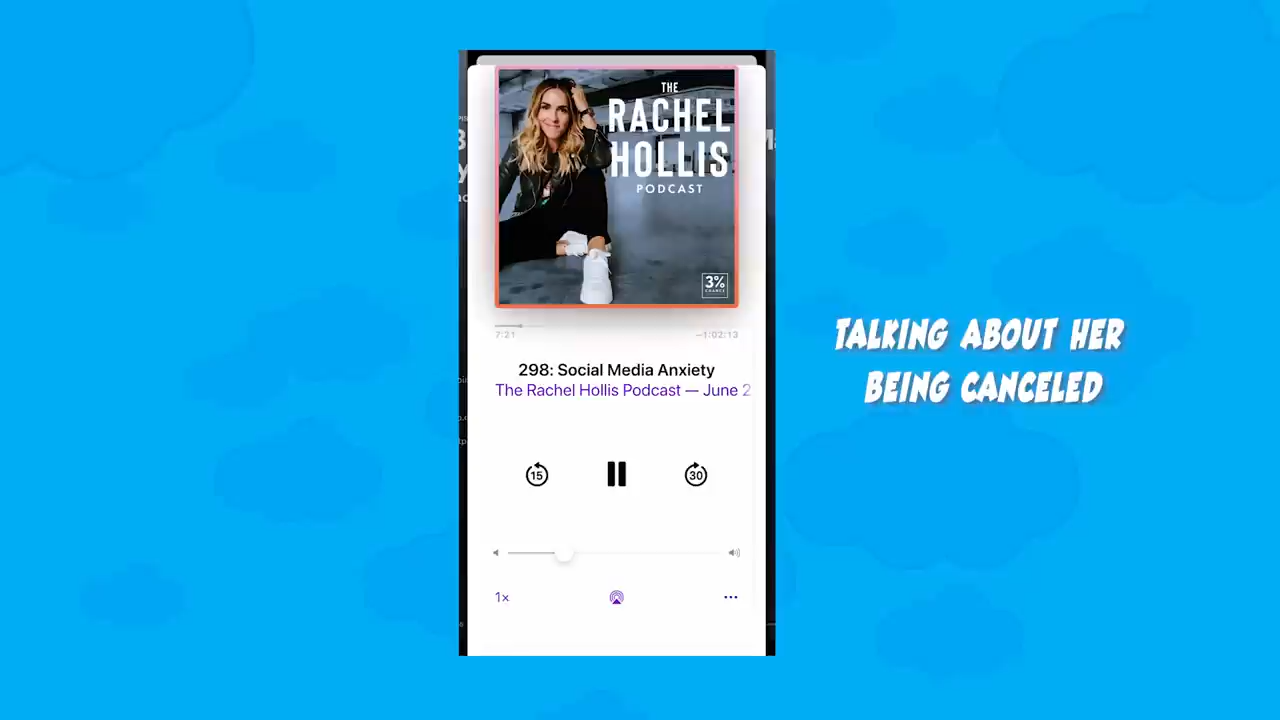 THE
RACHEL
HOLLIS
PODCAST
3%
CHANCE
7:21
-1:02:13
298: Social Media Anxiety
The Rachel Hollis Podcast — June 2
15
30
1×
TALKING ABOUT HER
BEING CANCELED